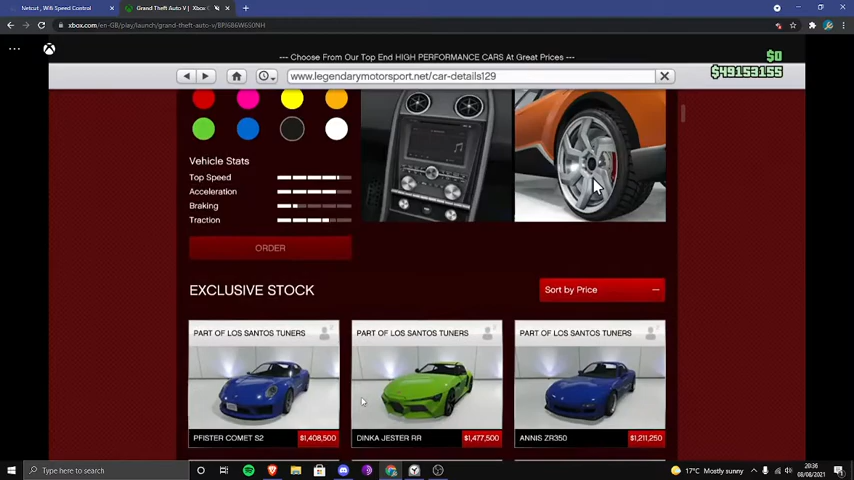 Netcut , Wifi Speed Control
Grand Theft Auto V | Xbox C
xbox.com/en-GB/play/launch/grand-theft-auto-v/BPJ686W6S0NH
--- Choose From Our Top End HIGH PERFORMANCE CARS At Great Prices ---
$0
$49153155
www.legendarymotorsport.net/car-details129
Vehicle Stats
Top Speed
Acceleration
Braking
Traction
ORDER
EXCLUSIVE STOCK
Sort by Price
PART OF LOS SANTOS TUNERS
PART OF LOS SANTOS TUNERS
PART OF LOS SANTOS TUNERS
PFISTER COMET S2
$1,408,500
DINKA JESTER RR
$1,477,500
ANNIS ZR350
$1,211,250
Type here to search
17°C Mostly sunny
20:36
08/08/2021